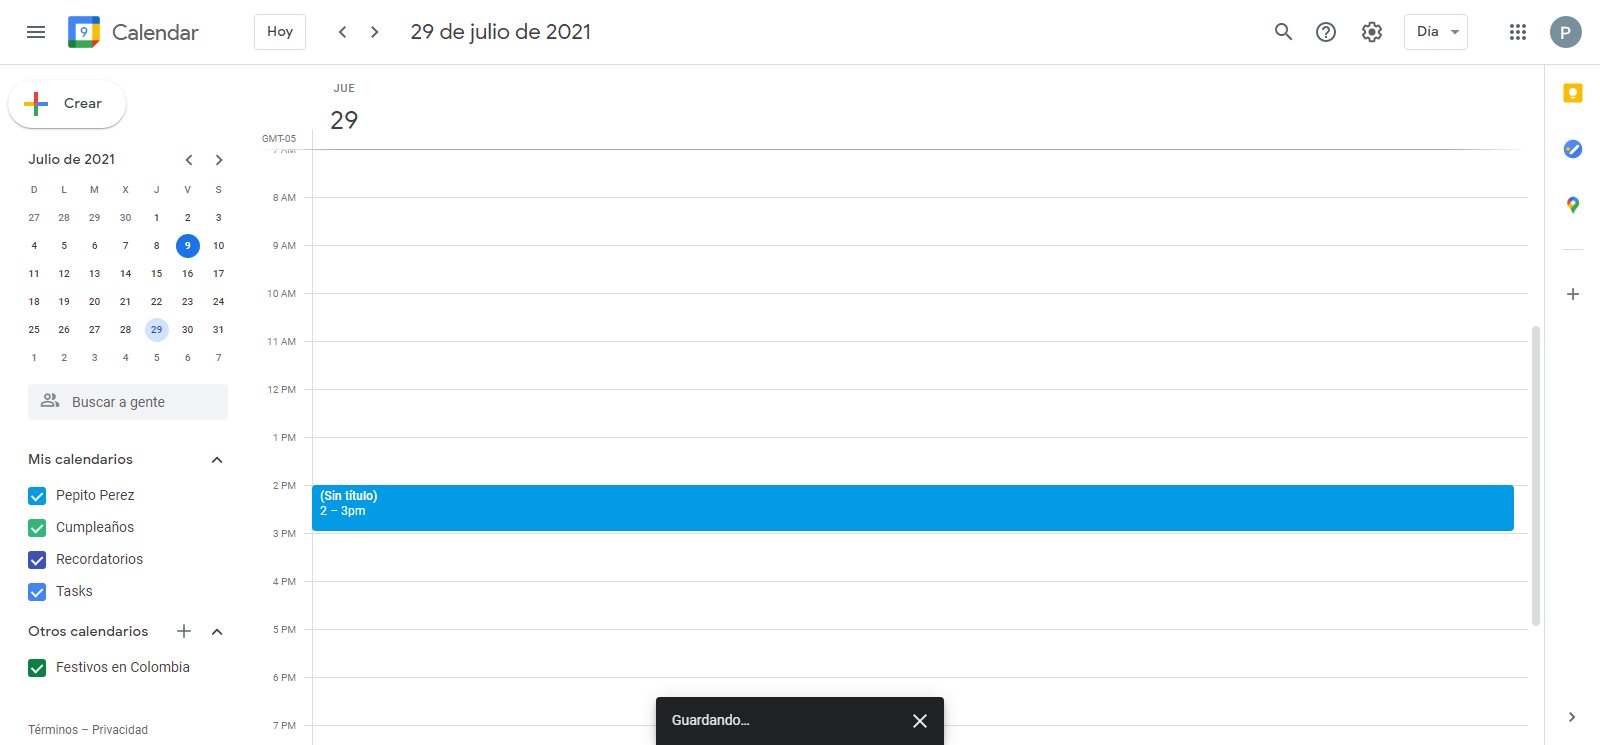 9 Calendar
Hoy
29 de julio de 2021
Día
P
Crear
JUE
29
GMT-05
Julio de 2021
D L M X J V S
27 28 29 30 1 2 3
4 5 6 7 8 9 10
11 12 13 14 15 16 17
18 19 20 21 22 23 24
25 26 27 28 29 30 31
1 2 3 4 5 6 7
Buscar a gente
Mis calendarios
Pepito Perez
Cumpleaños
Recordatorios
Tasks
Otros calendarios
Festivos en Colombia
Términos – Privacidad
7 AM
8 AM
9 AM
10 AM
11 AM
12 PM
1 PM
2 PM
(Sin título)
2 – 3pm
3 PM
4 PM
5 PM
6 PM
7 PM
Guardando...